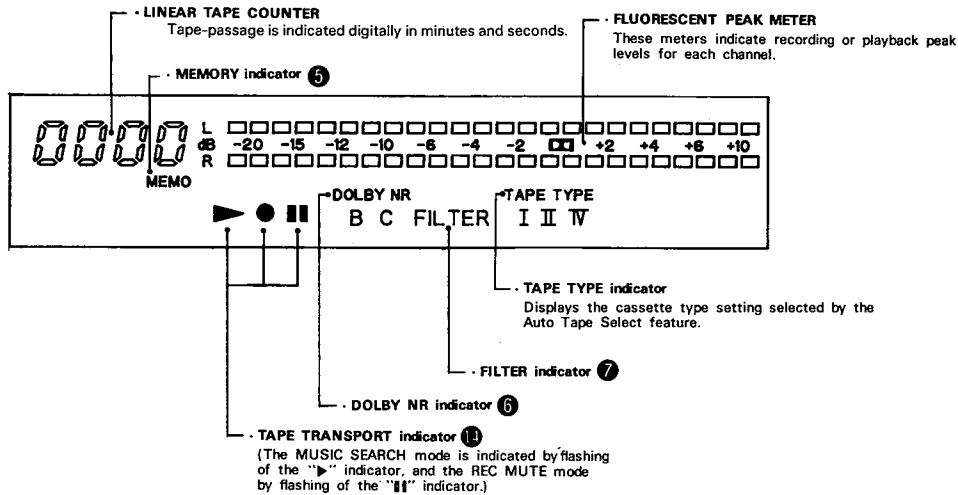 · LINEAR TAPE COUNTER
Tape-passage is indicated digitally in minutes and seconds.
· FLUORESCENT PEAK METER
These meters indicate recording or playback peak
levels for each channel.
· MEMORY indicator 5
0000
L
dB -20 -15 -12 -10 -6 -4 -2 +2 +4 +6 +10
R
MEMO
DOLBY NR
TAPE TYPE
B C FILTER I II IV
· TAPE TYPE indicator
Displays the cassette type setting selected by the
Auto Tape Select feature.
· FILTER indicator 7
· DOLBY NR indicator 6
· TAPE TRANSPORT indicator 14
(The MUSIC SEARCH mode is indicated by flashing
of the "▶" indicator, and the REC MUTE mode
by flashing of the "▮▮" indicator.)